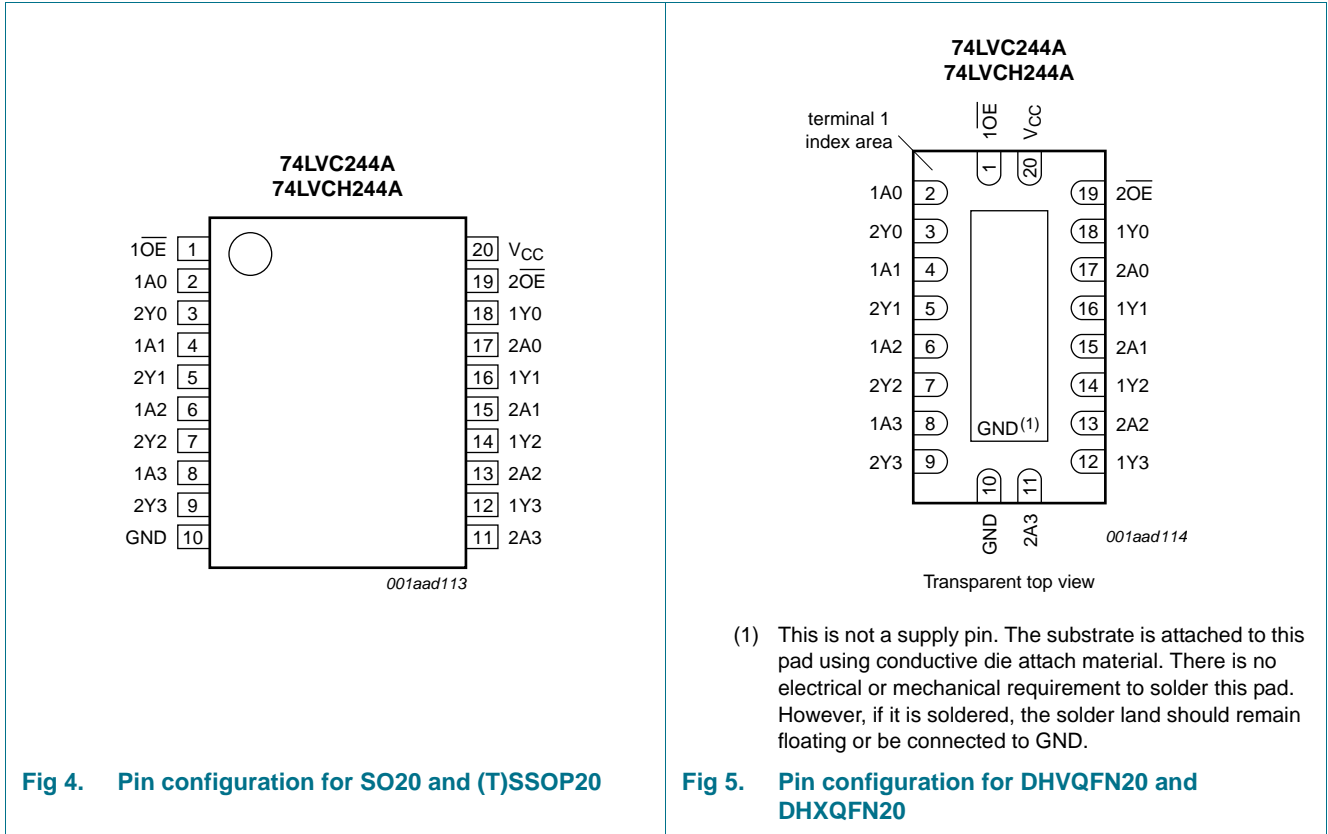 74LVC244A
74LVCH244A
1OE 1 20 VCC
1A0 2 19 2OE
2Y0 3 18 1Y0
1A1 4 17 2A0
2Y1 5 16 1Y1
1A2 6 15 2A1
2Y2 7 14 1Y2
1A3 8 13 2A2
2Y3 9 12 1Y3
GND 10 11 2A3
001aad113
Fig 4. Pin configuration for SO20 and (T)SSOP20
74LVC244A
74LVCH244A
terminal 1
index area
1OE VCC
1 20
1A0 2 19 2OE
2Y0 3 18 1Y0
1A1 4 17 2A0
2Y1 5 16 1Y1
1A2 6 15 2A1
2Y2 7 14 1Y2
1A3 8 GND(1) 13 2A2
2Y3 9 12 1Y3
10 11
GND 2A3
001aad114
Transparent top view
(1) This is not a supply pin. The substrate is attached to this
pad using conductive die attach material. There is no
electrical or mechanical requirement to solder this pad.
However, if it is soldered, the solder land should remain
floating or be connected to GND.
Fig 5. Pin configuration for DHVQFN20 and
DHXQFN20